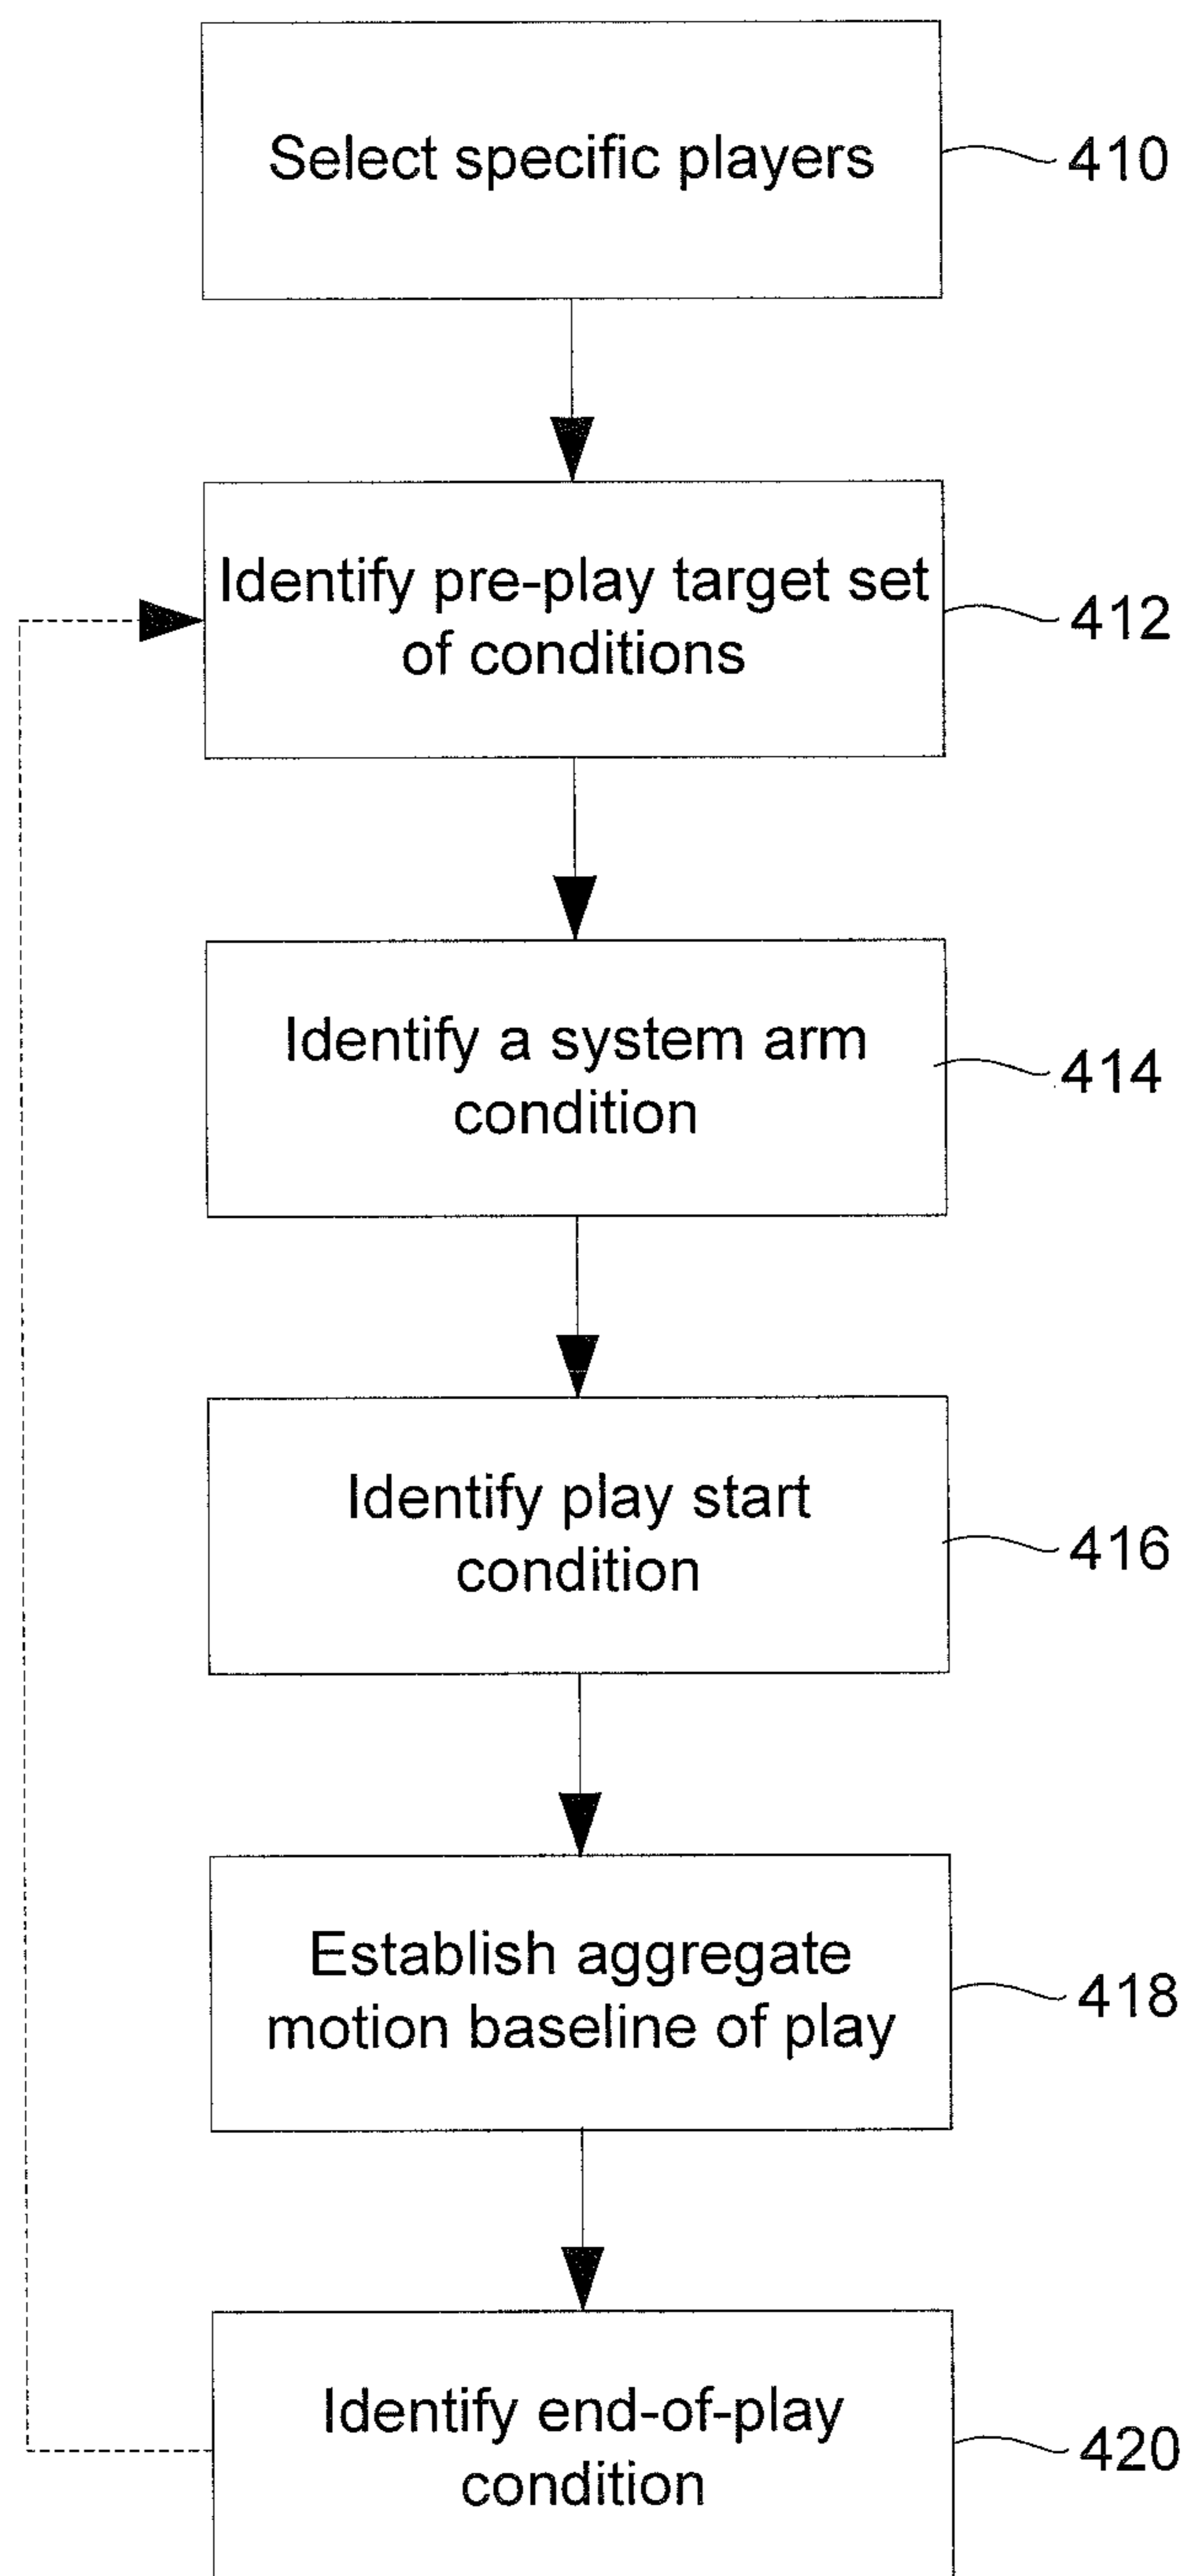 Select specific players
410
Identify pre-play target set
of conditions
412
Identify a system arm
condition
414
Identify play start
condition
416
Establish aggregate
motion baseline of play
418
Identify end-of-play
condition
420